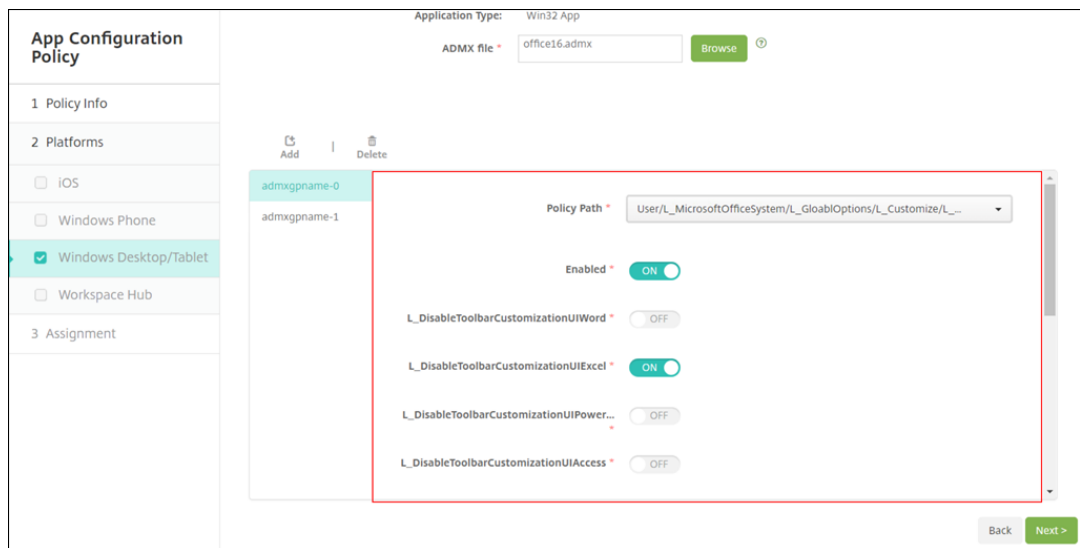 App Configuration
Policy
1 Policy Info
2 Platforms
iOS
Windows Phone
Windows Desktop/Tablet
Workspace Hub
3 Assignment
Application Type: Win32 App
ADMX file * office16.admx Browse ?
Add | Delete
admxgpname-0
admxgpname-1
Policy Path * User/L_MicrosoftOfficeSystem/L_GloablOptions/L_Customize/L_...
Enabled * ON
L_DisableToolbarCustomizationUIWord * OFF
L_DisableToolbarCustomizationUIExcel * ON
L_DisableToolbarCustomizationUIPower... * OFF
L_DisableToolbarCustomizationUIAccess * OFF
Back Next >